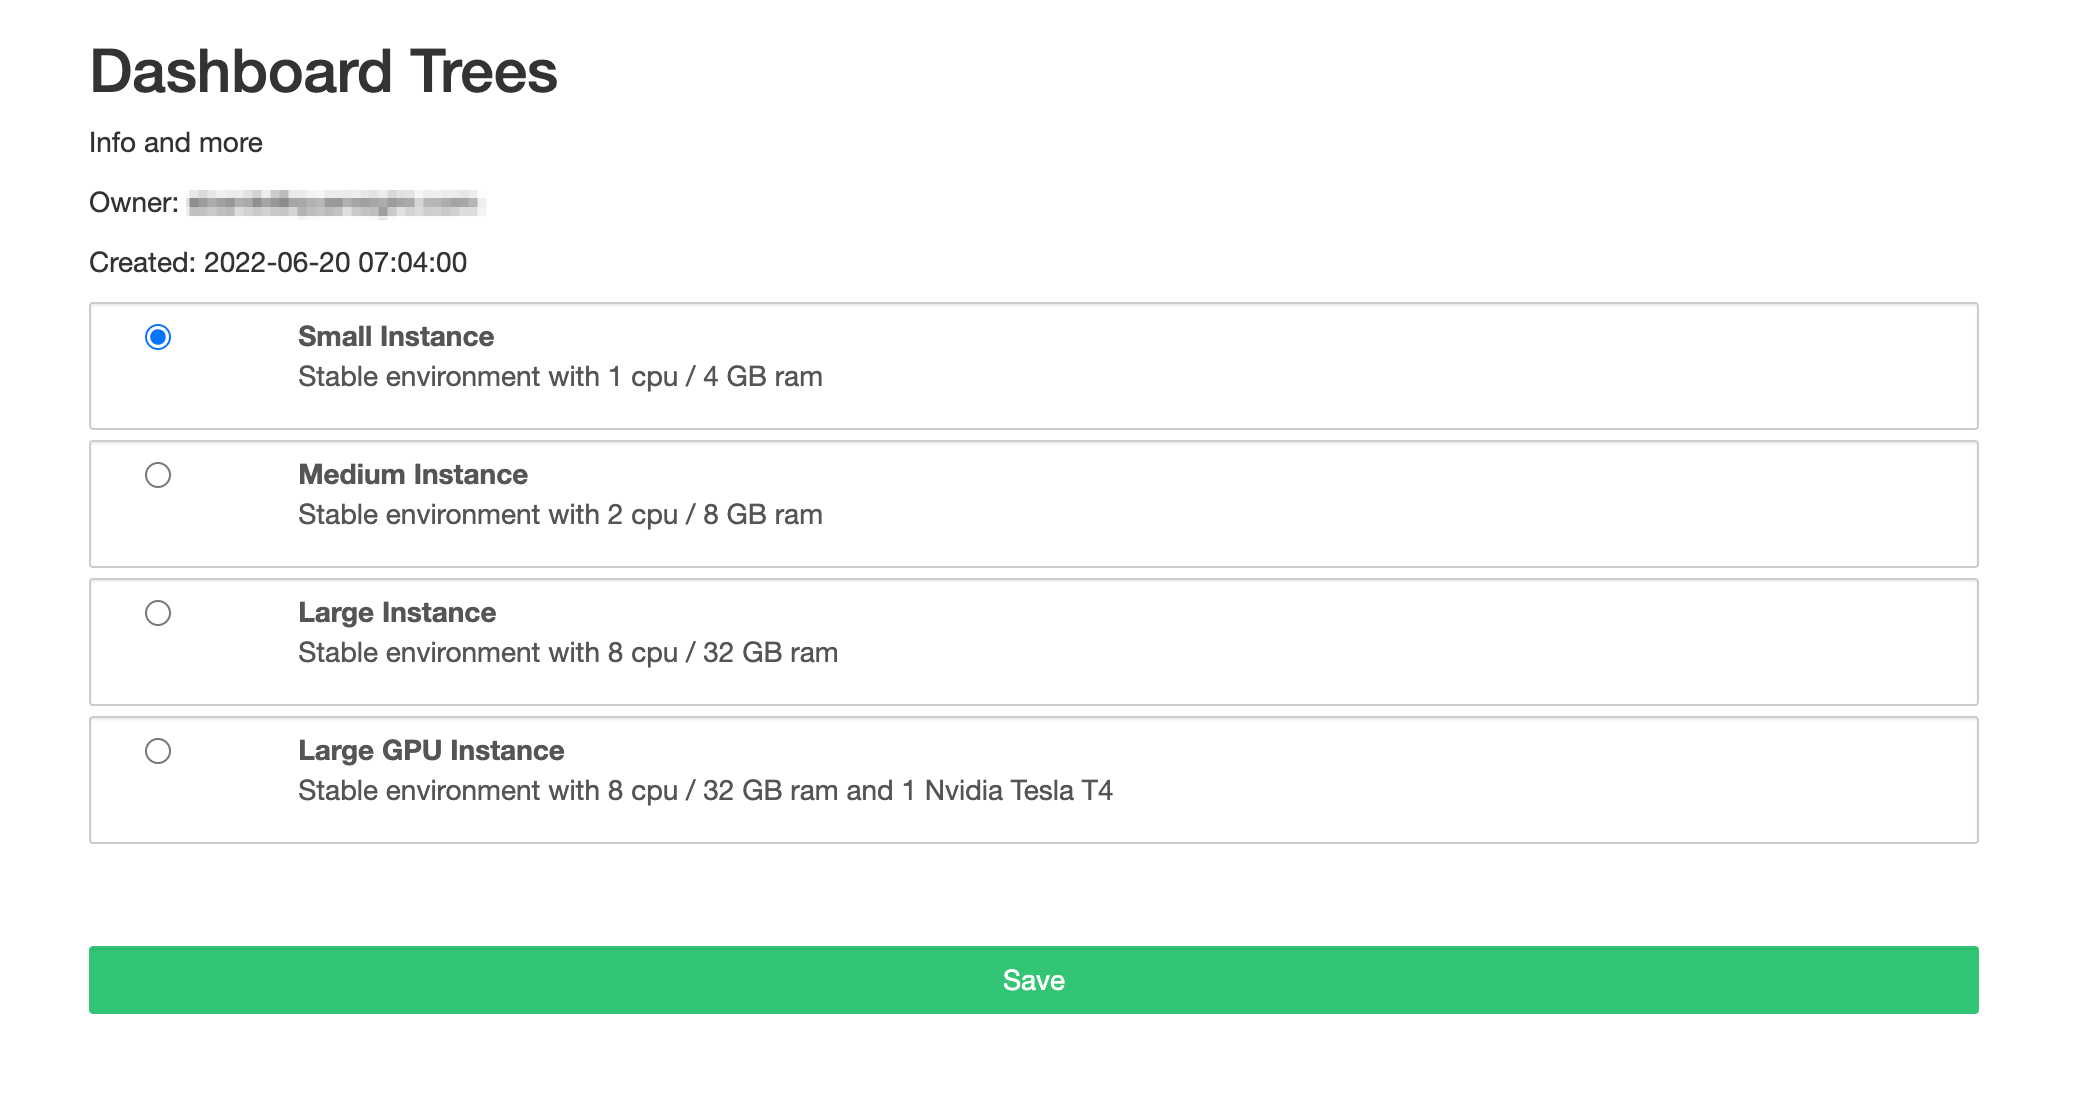 Dashboard Trees
Info and more
Owner:
Created: 2022-06-20 07:04:00
Small Instance
Stable environment with 1 cpu / 4 GB ram
Medium Instance
Stable environment with 2 cpu / 8 GB ram
Large Instance
Stable environment with 8 cpu / 32 GB ram
Large GPU Instance
Stable environment with 8 cpu / 32 GB ram and 1 Nvidia Tesla T4
Save